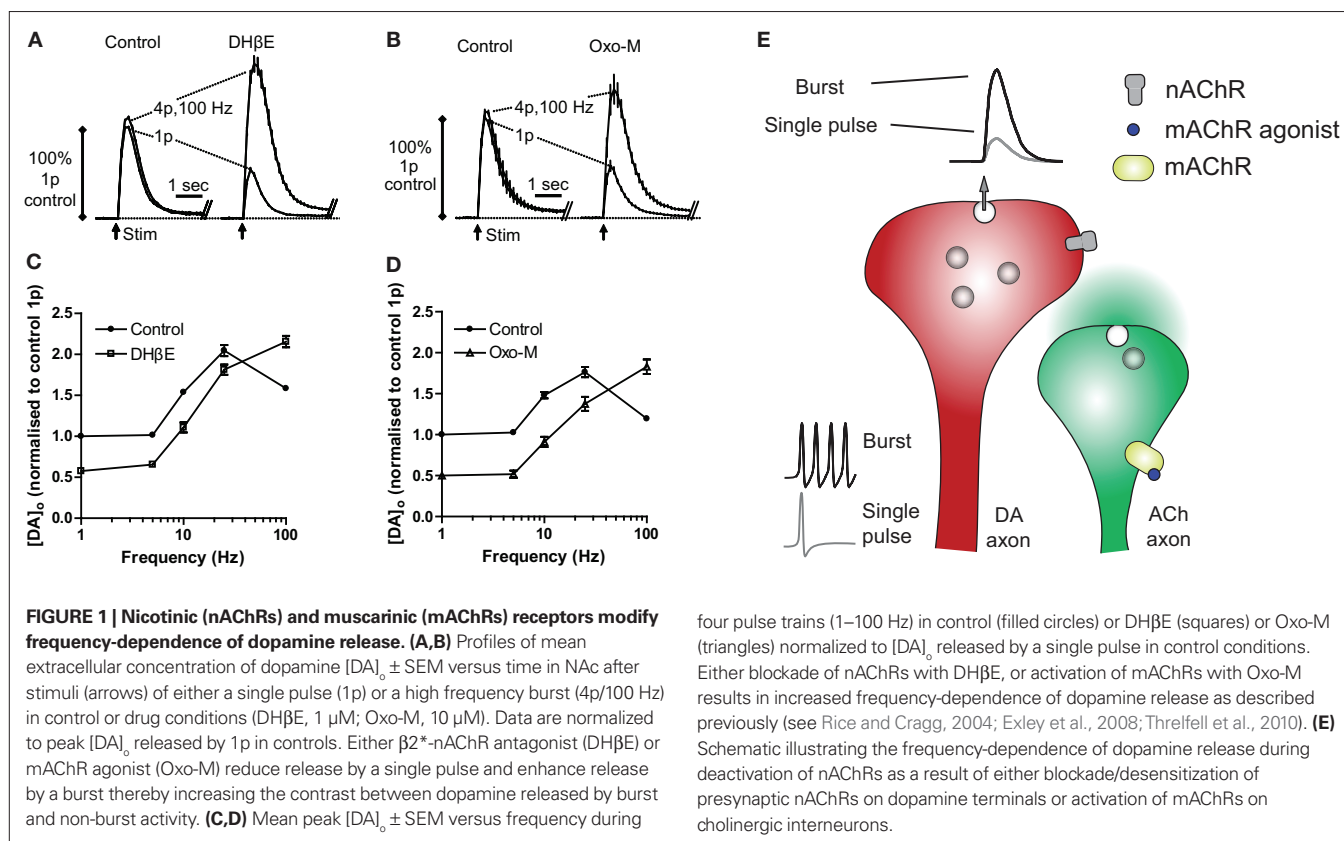 A
Control
DHβE
4p,100 Hz
1p
100%
1p
control
1 sec
Stim
B
Control
Oxo-M
4p,100 Hz
1p
100%
1p
control
1 sec
Stim
C
[DA]o (normalised to control 1p)
2.5
2.0
1.5
1.0
0.5
0.0
Control
DHβE
1
10
100
Frequency (Hz)
D
[DA]o (normalised to control 1p)
2.5
2.0
1.5
1.0
0.5
0.0
Control
Oxo-M
1
10
100
Frequency (Hz)
E
Burst
Single pulse
nAChR
mAChR agonist
mAChR
Burst
Single
pulse
DA
axon
ACh
axon
FIGURE 1 | Nicotinic (nAChRs) and muscarinic (mAChRs) receptors modify
frequency-dependence of dopamine release. (A,B) Profiles of mean
extracellular concentration of dopamine [DA]o ± SEM versus time in NAc after
stimuli (arrows) of either a single pulse (1p) or a high frequency burst (4p/100 Hz)
in control or drug conditions (DHβE, 1 μM; Oxo-M, 10 μM). Data are normalized
to peak [DA]o released by 1p in controls. Either β2*-nAChR antagonist (DHβE) or
mAChR agonist (Oxo-M) reduce release by a single pulse and enhance release
by a burst thereby increasing the contrast between dopamine released by burst
and non-burst activity. (C,D) Mean peak [DA]o ± SEM versus frequency during
four pulse trains (1–100 Hz) in control (filled circles) or DHβE (squares) or Oxo-M
(triangles) normalized to [DA]o released by a single pulse in control conditions.
Either blockade of nAChRs with DHβE, or activation of mAChRs with Oxo-M
results in increased frequency-dependence of dopamine release as described
previously (see Rice and Cragg, 2004; Exley et al., 2008; Threlfell et al., 2010). (E)
Schematic illustrating the frequency-dependence of dopamine release during
deactivation of nAChRs as a result of either blockade/desensitization of
presynaptic nAChRs on dopamine terminals or activation of mAChRs on
cholinergic interneurons.